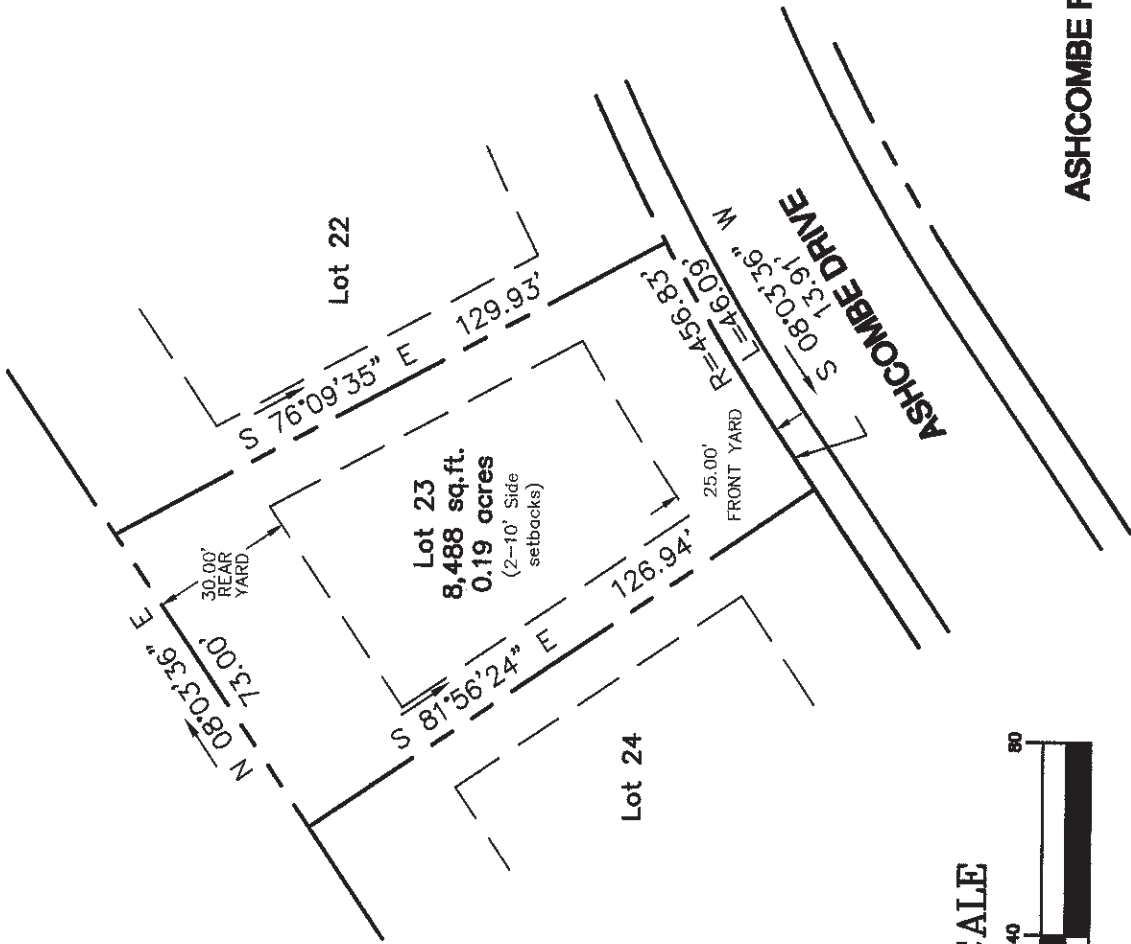 Lot 22
S 76°09'35" E 129.93'
N 08°03'36" E
73.00'
30.00'
REAR
YARD
Lot 23
8,488 sq.ft.
0.19 acres
(2-10' Side
setbacks)
S 81°56'24" E 126.94'
Lot 24
25.00'
FRONT YARD
R=456.83'
L=46.09'
S 08°03'36" W
13.91'
ASHCOMBE DRIVE
ASHCOMBE
40 80